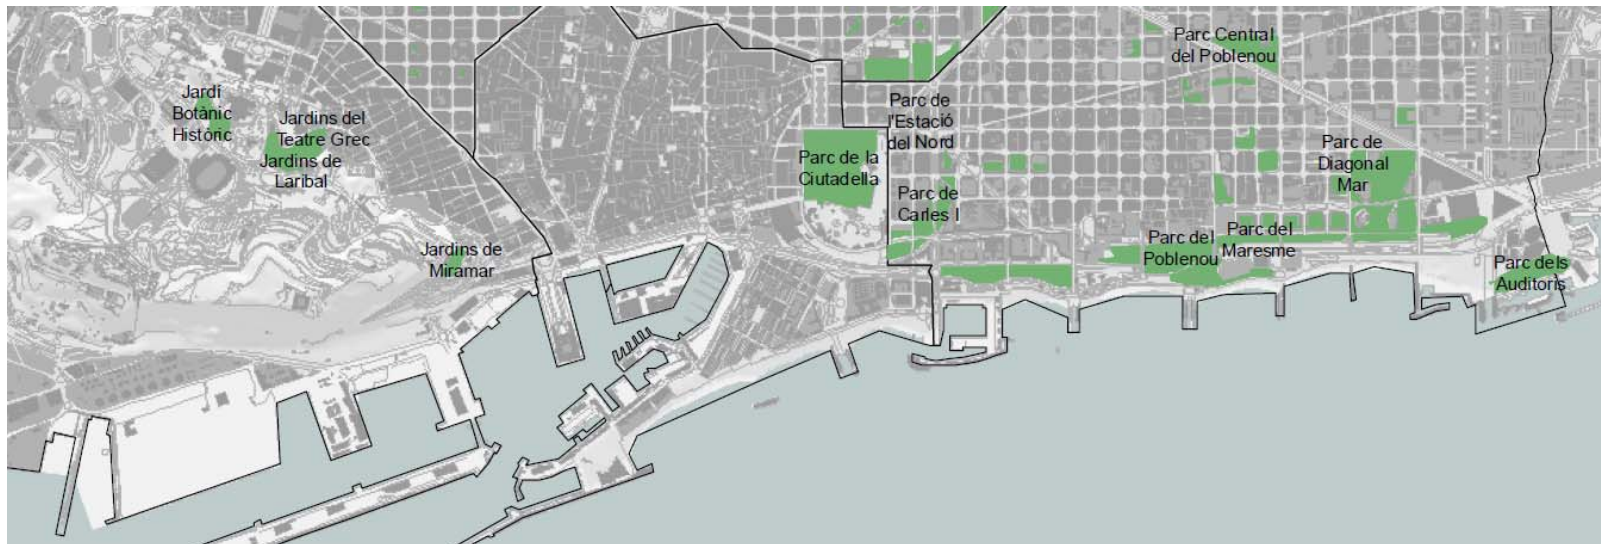 Parc Central
del Poblenou
Jardí
Botànic
Històric
Jardins del
Teatre Grec
Jardins de
Laribal
Parc de
l'Estació
del Nord
Parc de la
Ciutadella
Parc de
Diagonal
Mar
Parc de
Carles I
Jardins de
Miramar
Parc del
Poblenou
Parc del
Maresme
Parc dels
Auditoris